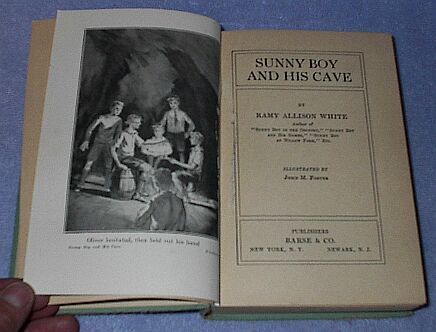 Oliver hesitated, then held out his hand
Sunny Boy and His Cave
SUNNY BOY
AND HIS CAVE
BY
RAMY ALLISON WHITE
Author of
"Sunny Boy in the Country," "Sunny Boy
and His Games," "Sunny Boy
at Willow Farm," Etc.
ILLUSTRATED BY
John M. Foster
PUBLISHERS
BARSE & CO.
NEW YORK, N. Y. NEWARK, N. J.